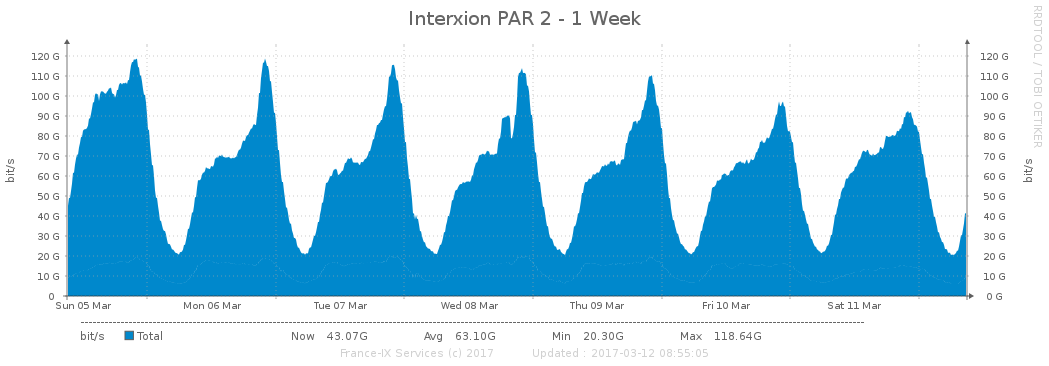 Interxion PAR 2 - 1 Week
RRDTOOL / TOBI OETIKER
bit/s
bit/s
120 G 120 G
110 G 110 G
100 G 100 G
90 G 90 G
80 G 80 G
70 G 70 G
60 G 60 G
50 G 50 G
40 G 40 G
30 G 30 G
20 G 20 G
10 G 10 G
0 0 G
Sun 05 Mar Mon 06 Mar Tue 07 Mar Wed 08 Mar Thu 09 Mar Fri 10 Mar Sat 11 Mar
bit/s Total Now 43.07G Avg 63.10G Min 20.30G Max 118.64G
France-IX Services (c) 2017 Updated : 2017-03-12 08:55:05